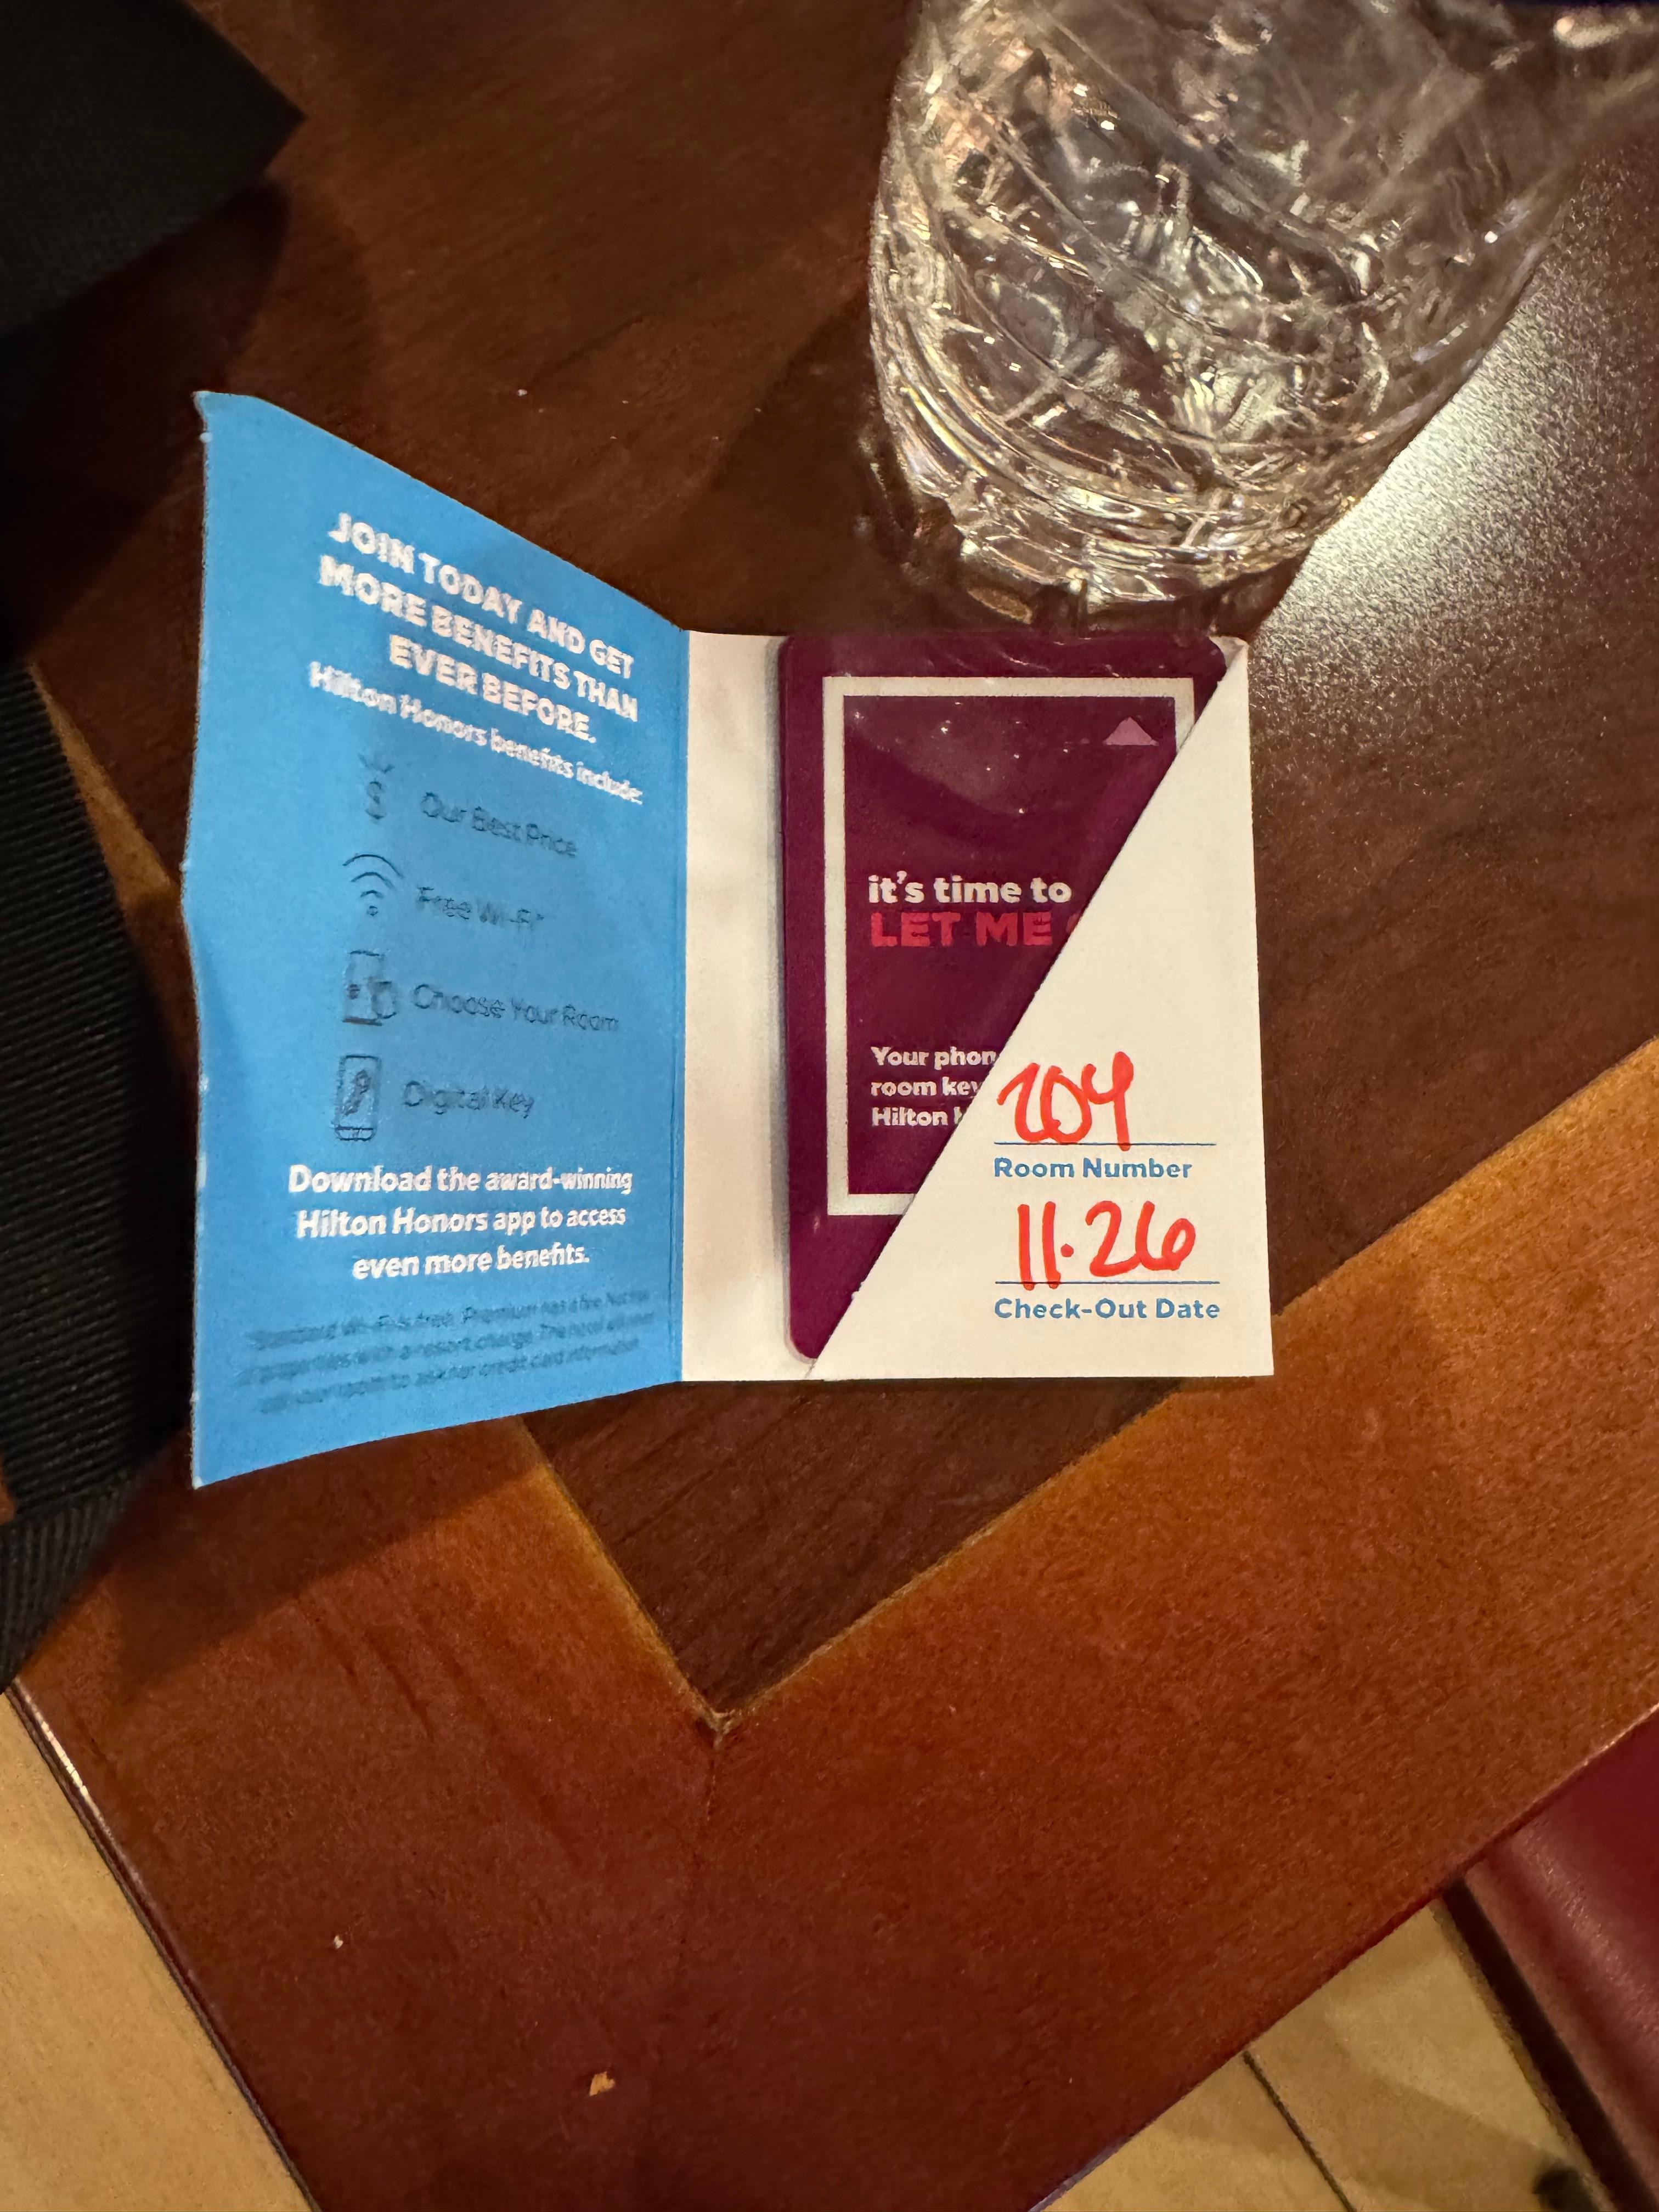 JOIN TODAY AND GET
MORE BENEFITS THAN
EVER BEFORE.
Hilton Honors benefits include:
$
Our Best Price
Free Wi-Fi
Choose Your Room
Digital Key
Download the award-winning
Hilton Honors app to access
even more benefits.
it's time to
LET ME
Your phon
room key
Hilton
204
Room Number
11·26
Check-Out Date